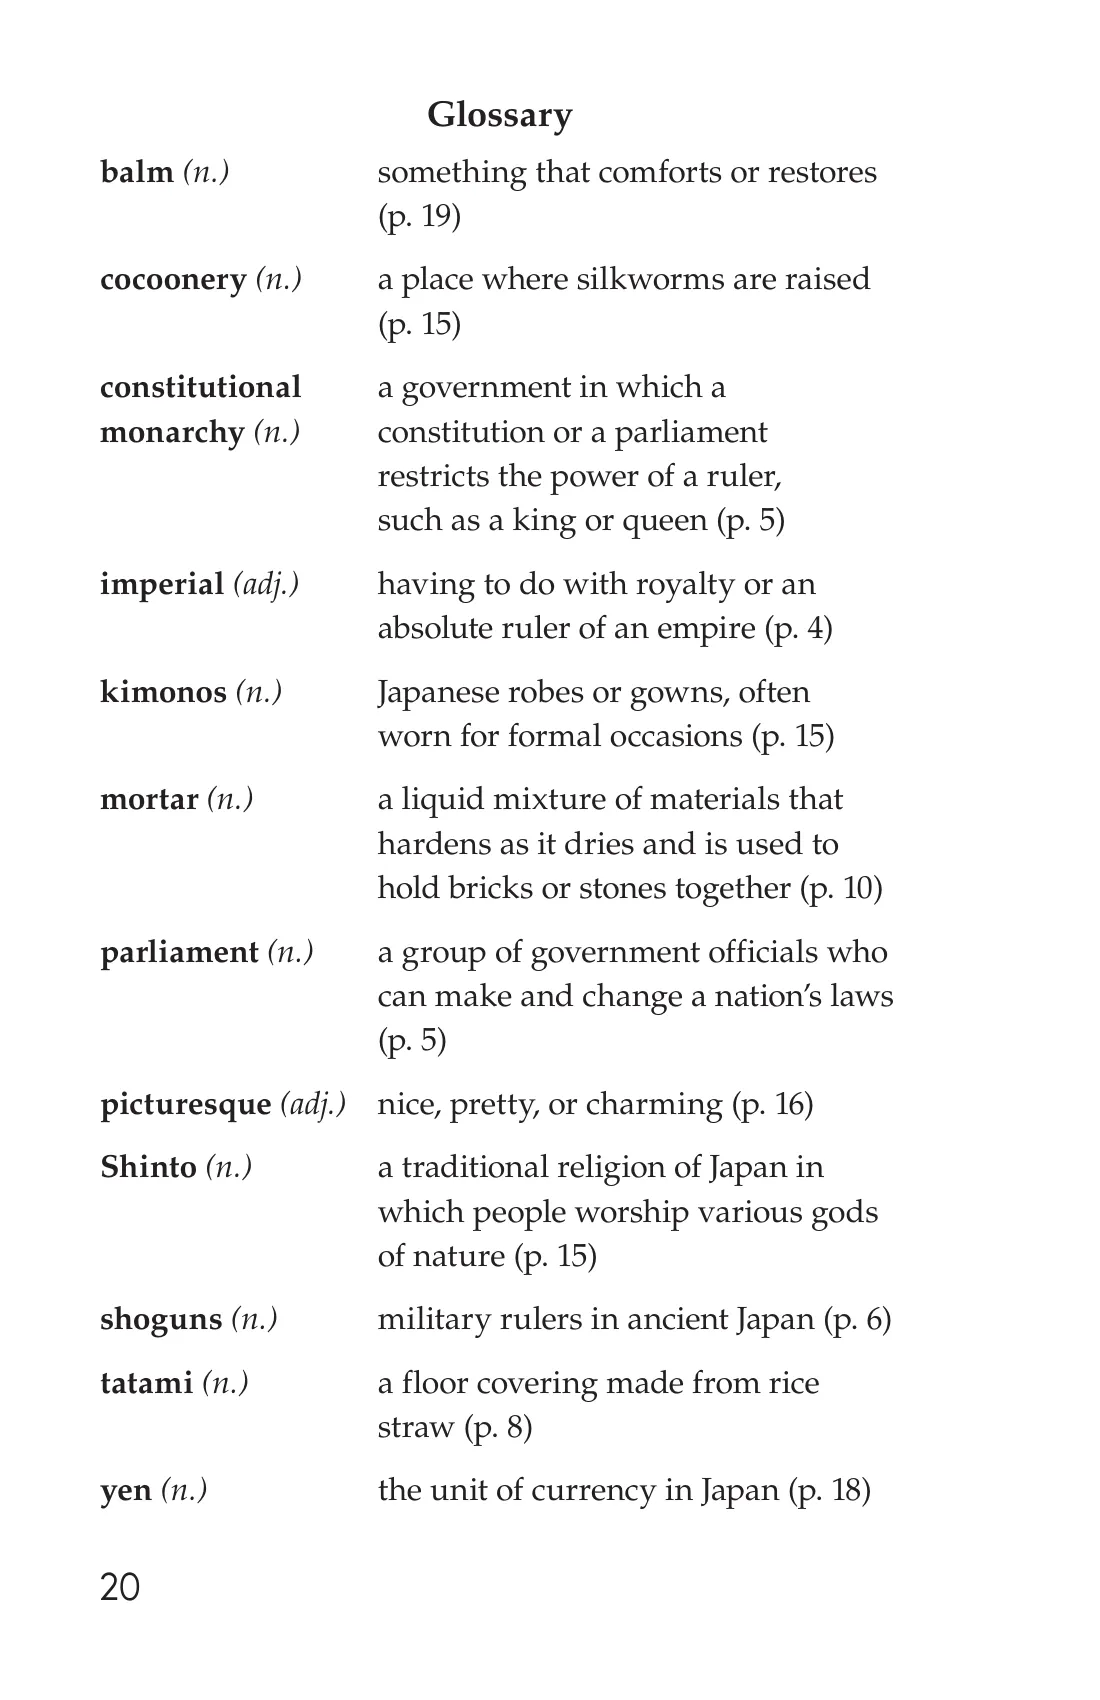 Glossary
balm (n.) something that comforts or restores
(p. 19)
cocoonery (n.) a place where silkworms are raised
(p. 15)
constitutional a government in which a
monarchy (n.) constitution or a parliament
restricts the power of a ruler,
such as a king or queen (p. 5)
imperial (adj.) having to do with royalty or an
absolute ruler of an empire (p. 4)
kimonos (n.) Japanese robes or gowns, often
worn for formal occasions (p. 15)
mortar (n.) a liquid mixture of materials that
hardens as it dries and is used to
hold bricks or stones together (p. 10)
parliament (n.) a group of government officials who
can make and change a nation’s laws
(p. 5)
picturesque (adj.) nice, pretty, or charming (p. 16)
Shinto (n.) a traditional religion of Japan in
which people worship various gods
of nature (p. 15)
shoguns (n.) military rulers in ancient Japan (p. 6)
tatami (n.) a floor covering made from rice
straw (p. 8)
yen (n.) the unit of currency in Japan (p. 18)
20